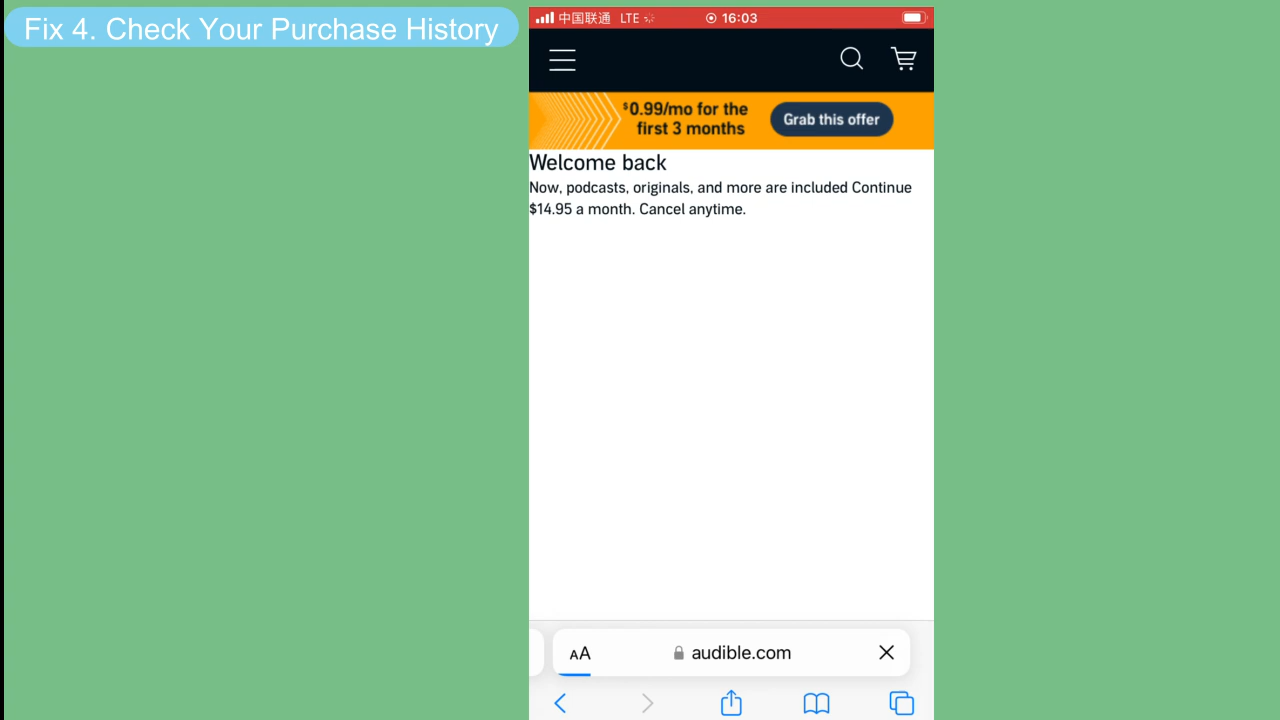 Fix 4. Check Your Purchase History
中国联通 LTE 16:03
$0.99/mo for the
first 3 months
Grab this offer
Welcome back
Now, podcasts, originals, and more are included Continue
$14.95 a month. Cancel anytime.
AA audible.com